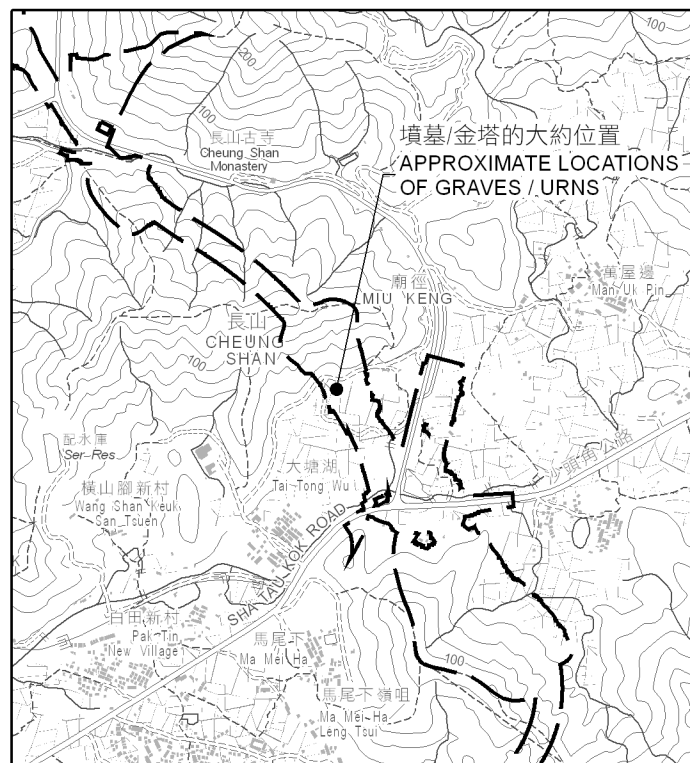 100
200
100
長山古寺
Cheung Shan
Monastery
墳墓/金塔的大約位置
APPROXIMATE LOCATIONS
OF GRAVES / URNS
廟徑
MIU KENG
萬屋邊
Man Uk Pin
長山
CHEUNG
SHAN
100
配水庫
Ser-Res
橫山腳新村
Wang Shan Keuk
San Tsuen
大塘湖
Tai Tong Wu
沙頭角公路
SHA TAU KOK ROAD
白田新村
Pak Tin
New Village
馬尾下
Ma Mei Ha
馬尾下嶺咀
Ma Mei Ha
Leng Tsui
100